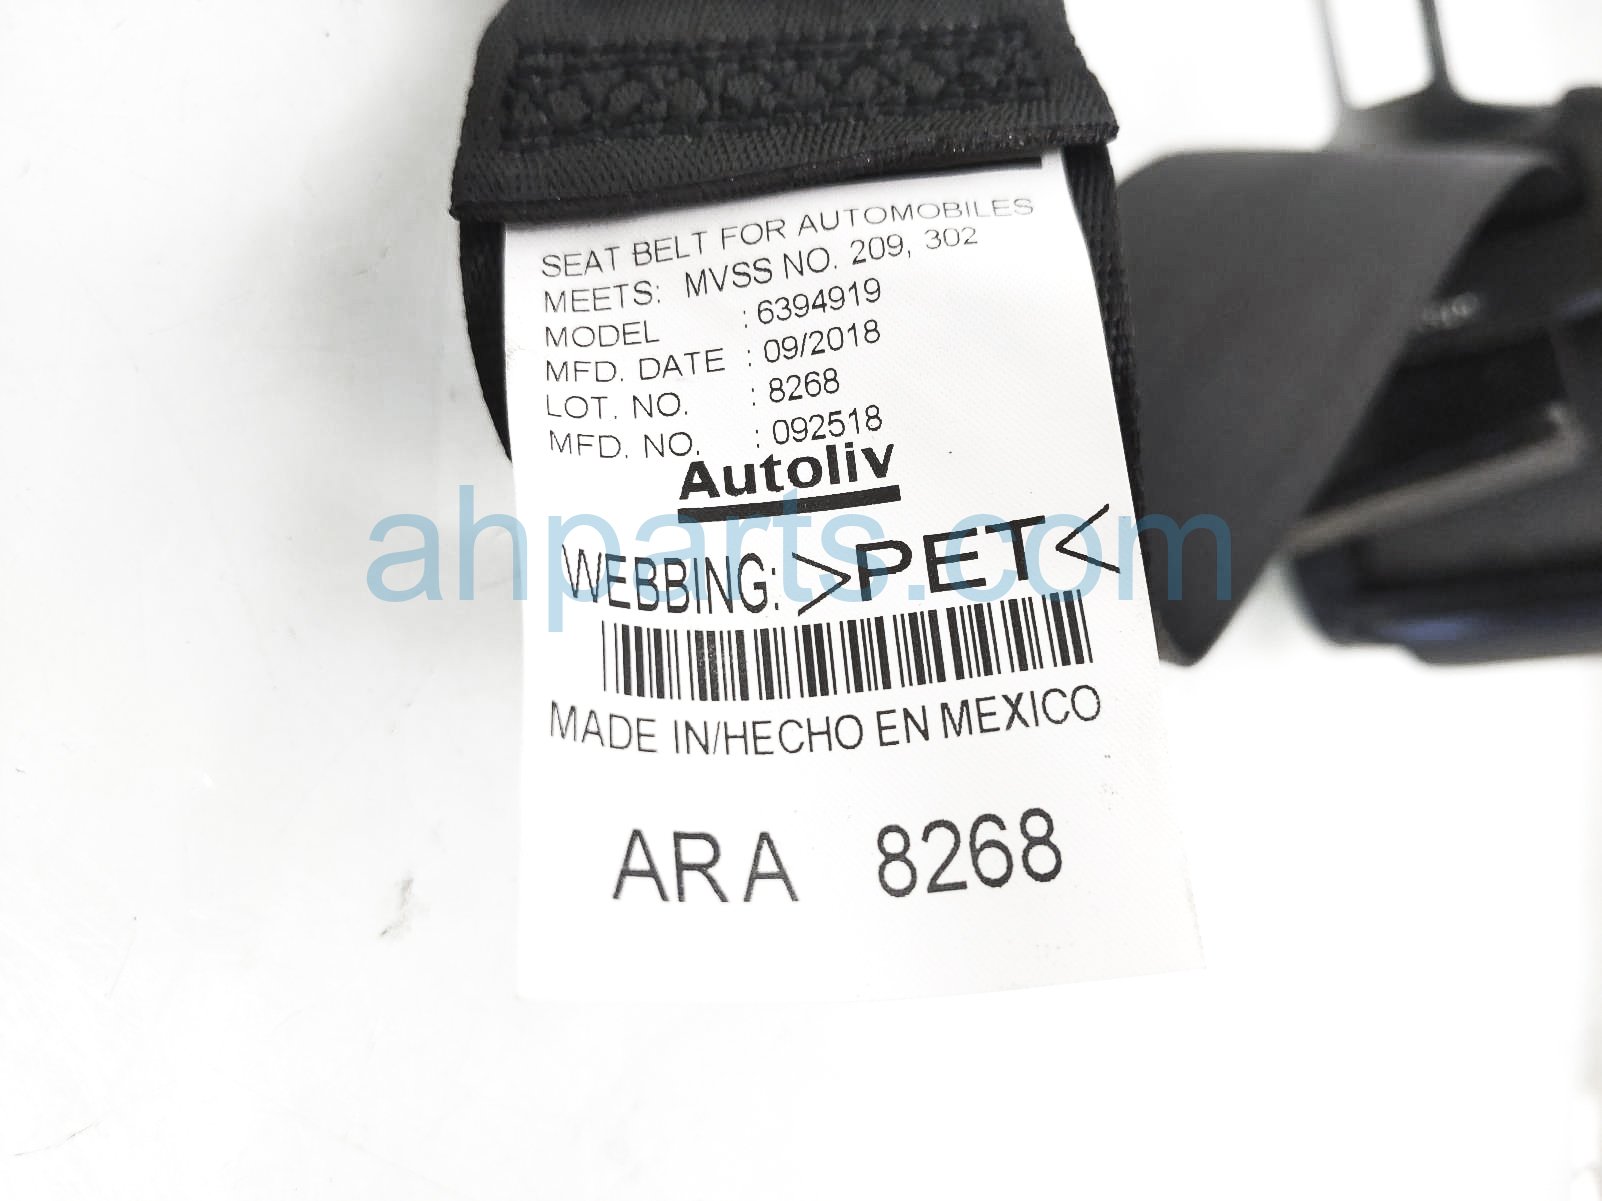 SEAT BELT FOR AUTOMOBILES
MEETS: MVSS NO. 209, 302
MODEL : 6394919
MFD. DATE : 09/2018
LOT. NO. : 8268
MFD. NO. : 092518
Autoliv
ahparts.com
WEBBING: >PET<
MADE IN/HECHO EN MEXICO
ARA 8268